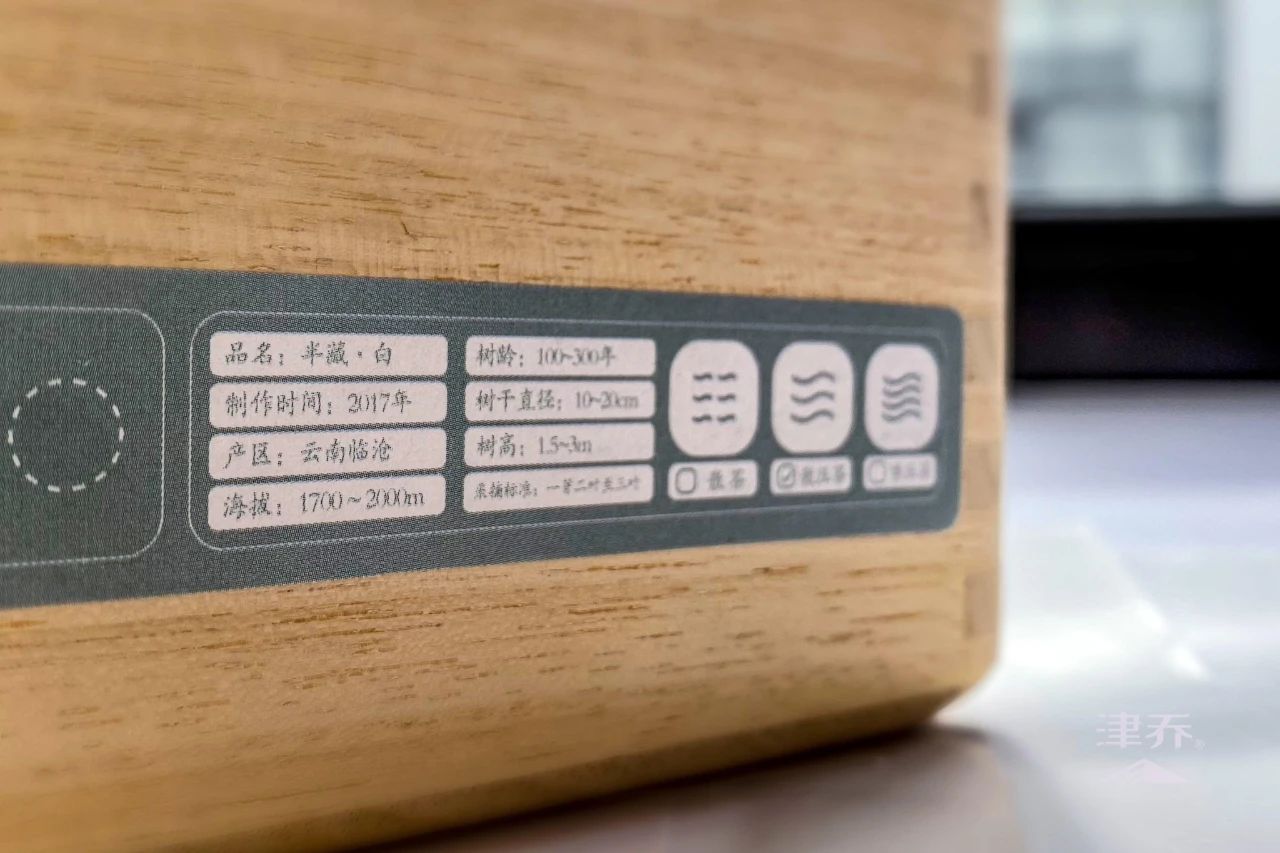 品名：半藏·白
制作时间：2017年
产区：云南临沧
海拔：1700～2000m
树龄：100~300年
树干直径：10~20cm
树高：1.5~3m
采摘标准：一芽二叶至三叶
散茶
微压茶
津乔®